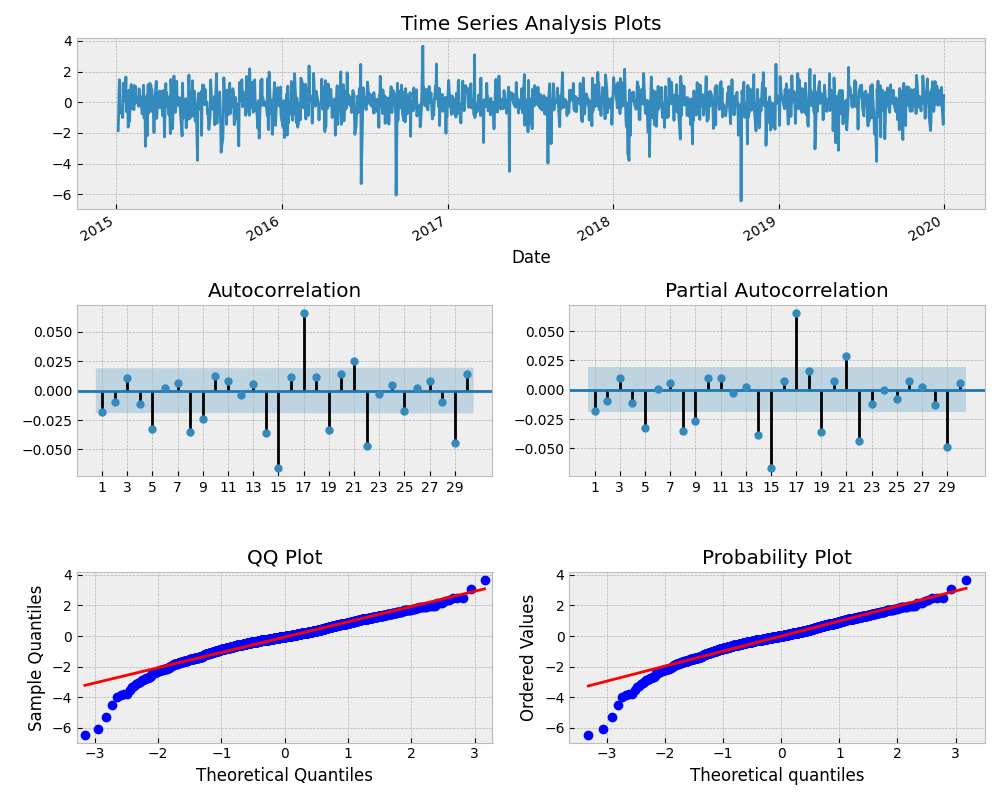 Time Series Analysis Plots
4
2
0
−2
−4
−6
2015 2016 2017 2018 2019 2020
Date
Autocorrelation
0.050
0.025
0.000
−0.025
−0.050
1 3 5 7 9 11 13 15 17 19 21 23 25 27 29
Partial Autocorrelation
0.050
0.025
0.000
−0.025
−0.050
1 3 5 7 9 11 13 15 17 19 21 23 25 27 29
QQ Plot
Sample Quantiles
4
2
0
−2
−4
−6
−3 −2 −1 0 1 2 3
Theoretical Quantiles
Probability Plot
Ordered Values
4
2
0
−2
−4
−6
−3 −2 −1 0 1 2 3
Theoretical quantiles